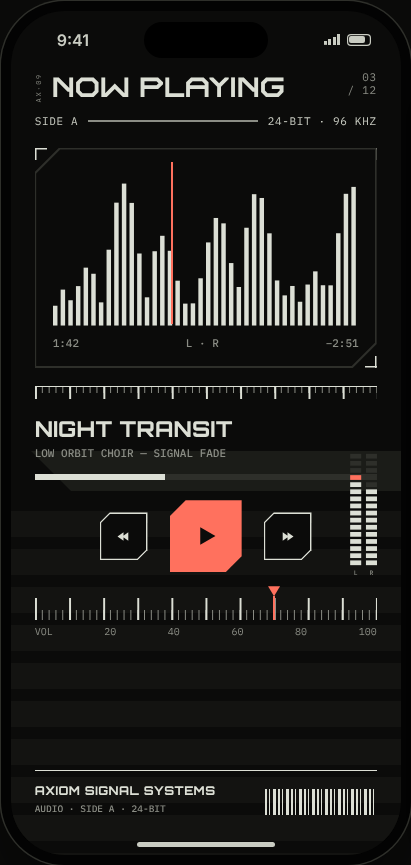 9:41
AX-09
NOW PLAYING
03
/ 12
SIDE A
24-BIT · 96 KHZ
1:42
L · R
−2:51
NIGHT TRANSIT
LOW ORBIT CHOIR — SIGNAL FADE
L R
VOL 20 40 60 80 100
AXIOM SIGNAL SYSTEMS
AUDIO · SIDE A · 24-BIT